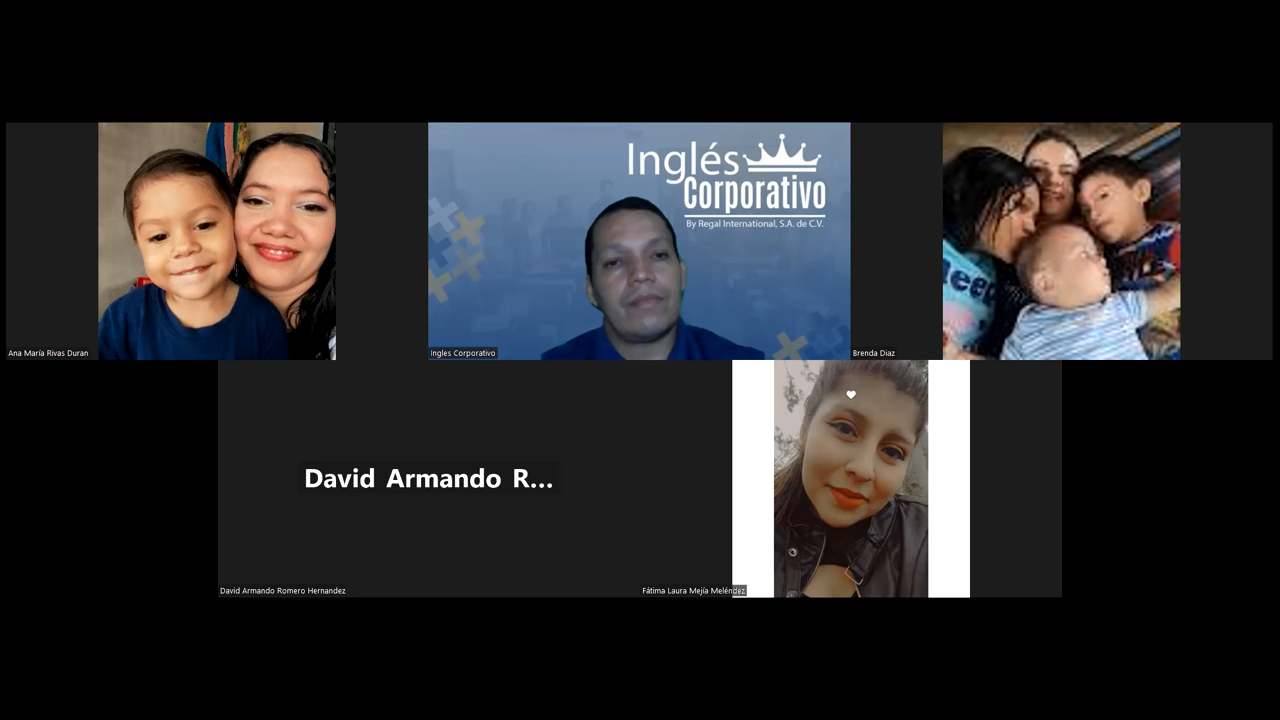 Inglés
Corporativo
By Regal International, S.A. de C.V.
Ana María Rivas Duran
Ingles Corporativo
Brenda Diaz
David Armando R...
David Armando Romero Hernandez
Fátima Laura Mejía Meléndez